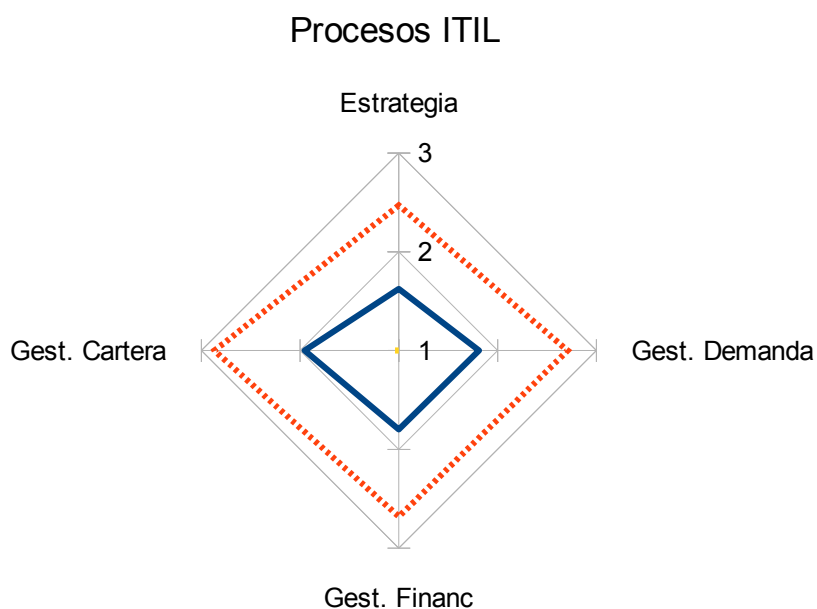 Procesos ITIL
Estrategia
3
2
Gest. Cartera
1
Gest. Demanda
Gest. Financ